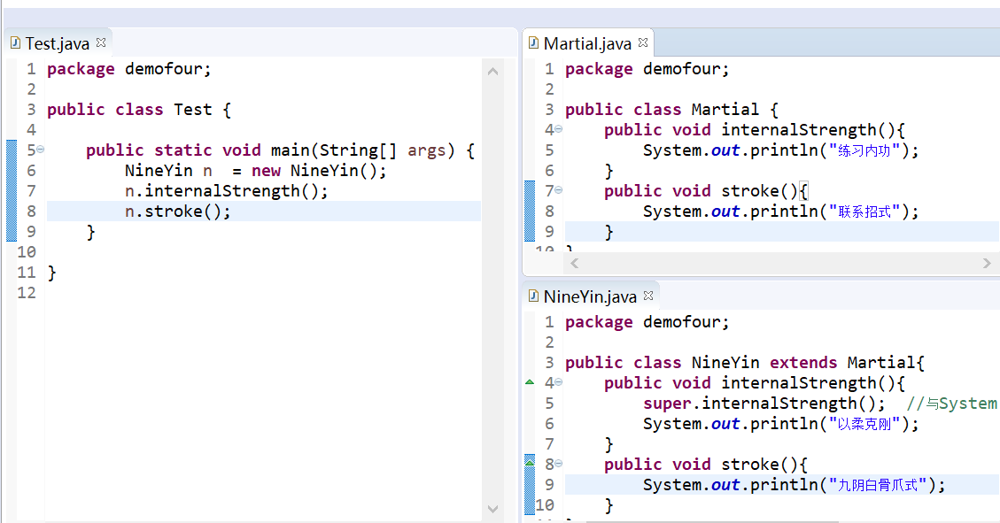 Test.java
1 package demofour;
2
3 public class Test {
4
5     public static void main(String[] args) {
6         NineYin n  = new NineYin();
7         n.internalStrength();
8         n.stroke();
9     }
10
11 }
12
Martial.java
1 package demofour;
2
3 public class Martial {
4     public void internalStrength(){
5         System.out.println("练习内功");
6     }
7     public void stroke(){
8         System.out.println("联系招式");
9     }
10 }
NineYin.java
1 package demofour;
2
3 public class NineYin extends Martial{
4     public void internalStrength(){
5         super.internalStrength();  //与System
6         System.out.println("以柔克刚");
7     }
8     public void stroke(){
9         System.out.println("九阴白骨爪式");
10     }